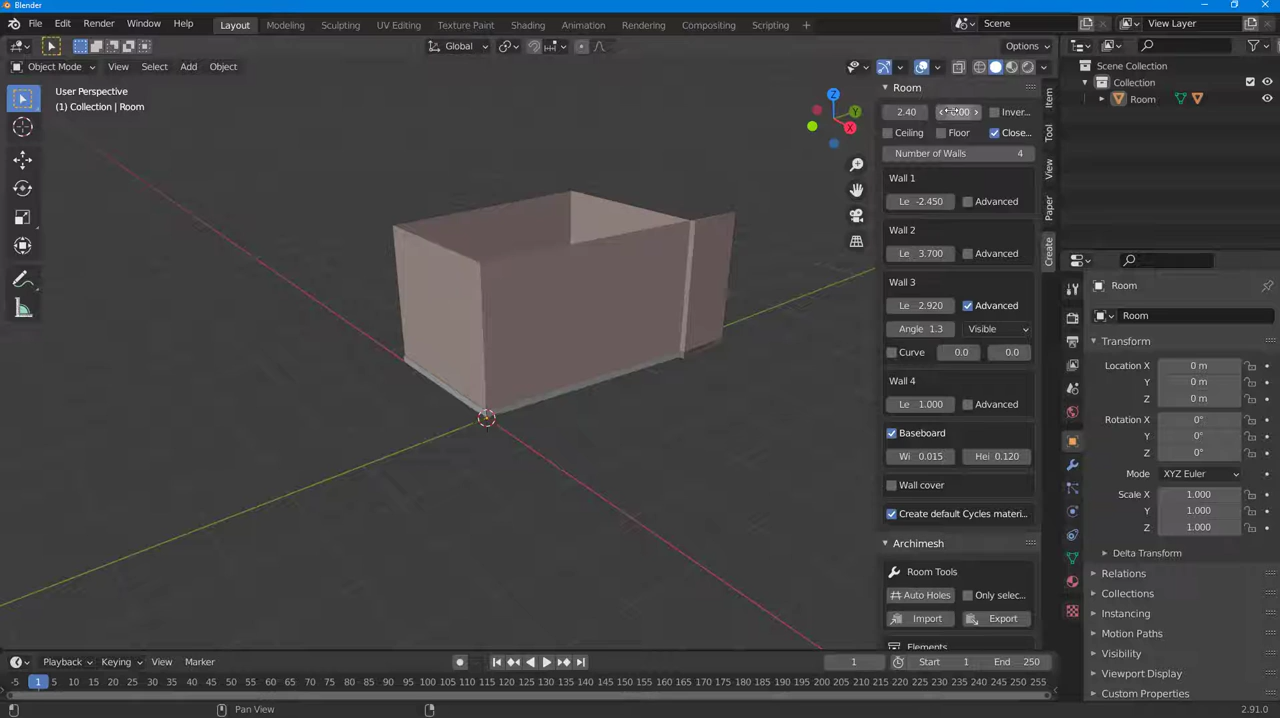 Blender
File Edit Render Window Help Layout Modeling Sculpting UV Editing Texture Paint Shading Animation Rendering Compositing Scripting + Scene View Layer
Global Options
Object Mode View Select Add Object
User Perspective
(1) Collection | Room
Z
Y
X
Room
2.40 Inver...
Ceiling Floor Close...
Number of Walls 4
Wall 1
Le -2.450 Advanced
Wall 2
Le 3.700 Advanced
Wall 3
Le 2.920 Advanced
Angle 1.3 Visible
Curve 0.0 0.0
Wall 4
Le 1.000 Advanced
Baseboard
Wi 0.015 Hei 0.120
Wall cover
Create default Cycles materi...
Archimesh
Room Tools
Auto Holes Only selec...
Import Export
Elements
Item
Tool
View
Paper
Create
Scene Collection
Collection
Room
Room
Room
Transform
Location X 0 m
Y 0 m
Z 0 m
Rotation X 0°
Y 0°
Z 0°
Mode XYZ Euler
Scale X 1.000
Y 1.000
Z 1.000
Delta Transform
Relations
Collections
Instancing
Motion Paths
Visibility
Viewport Display
Custom Properties
Playback Keying View Marker 1 Start 1 End 250
-5 1 5 10 15 20 25 30 35 40 45 50 55 60 65 70 75 80 85 90 95 100 105 110 115 120 125 130 135 140 145 150 155 160 165 170 175 180 185 190 195 200 205 210 215 220 225 230 235 240 245 250 255
Pan View 2.91.0